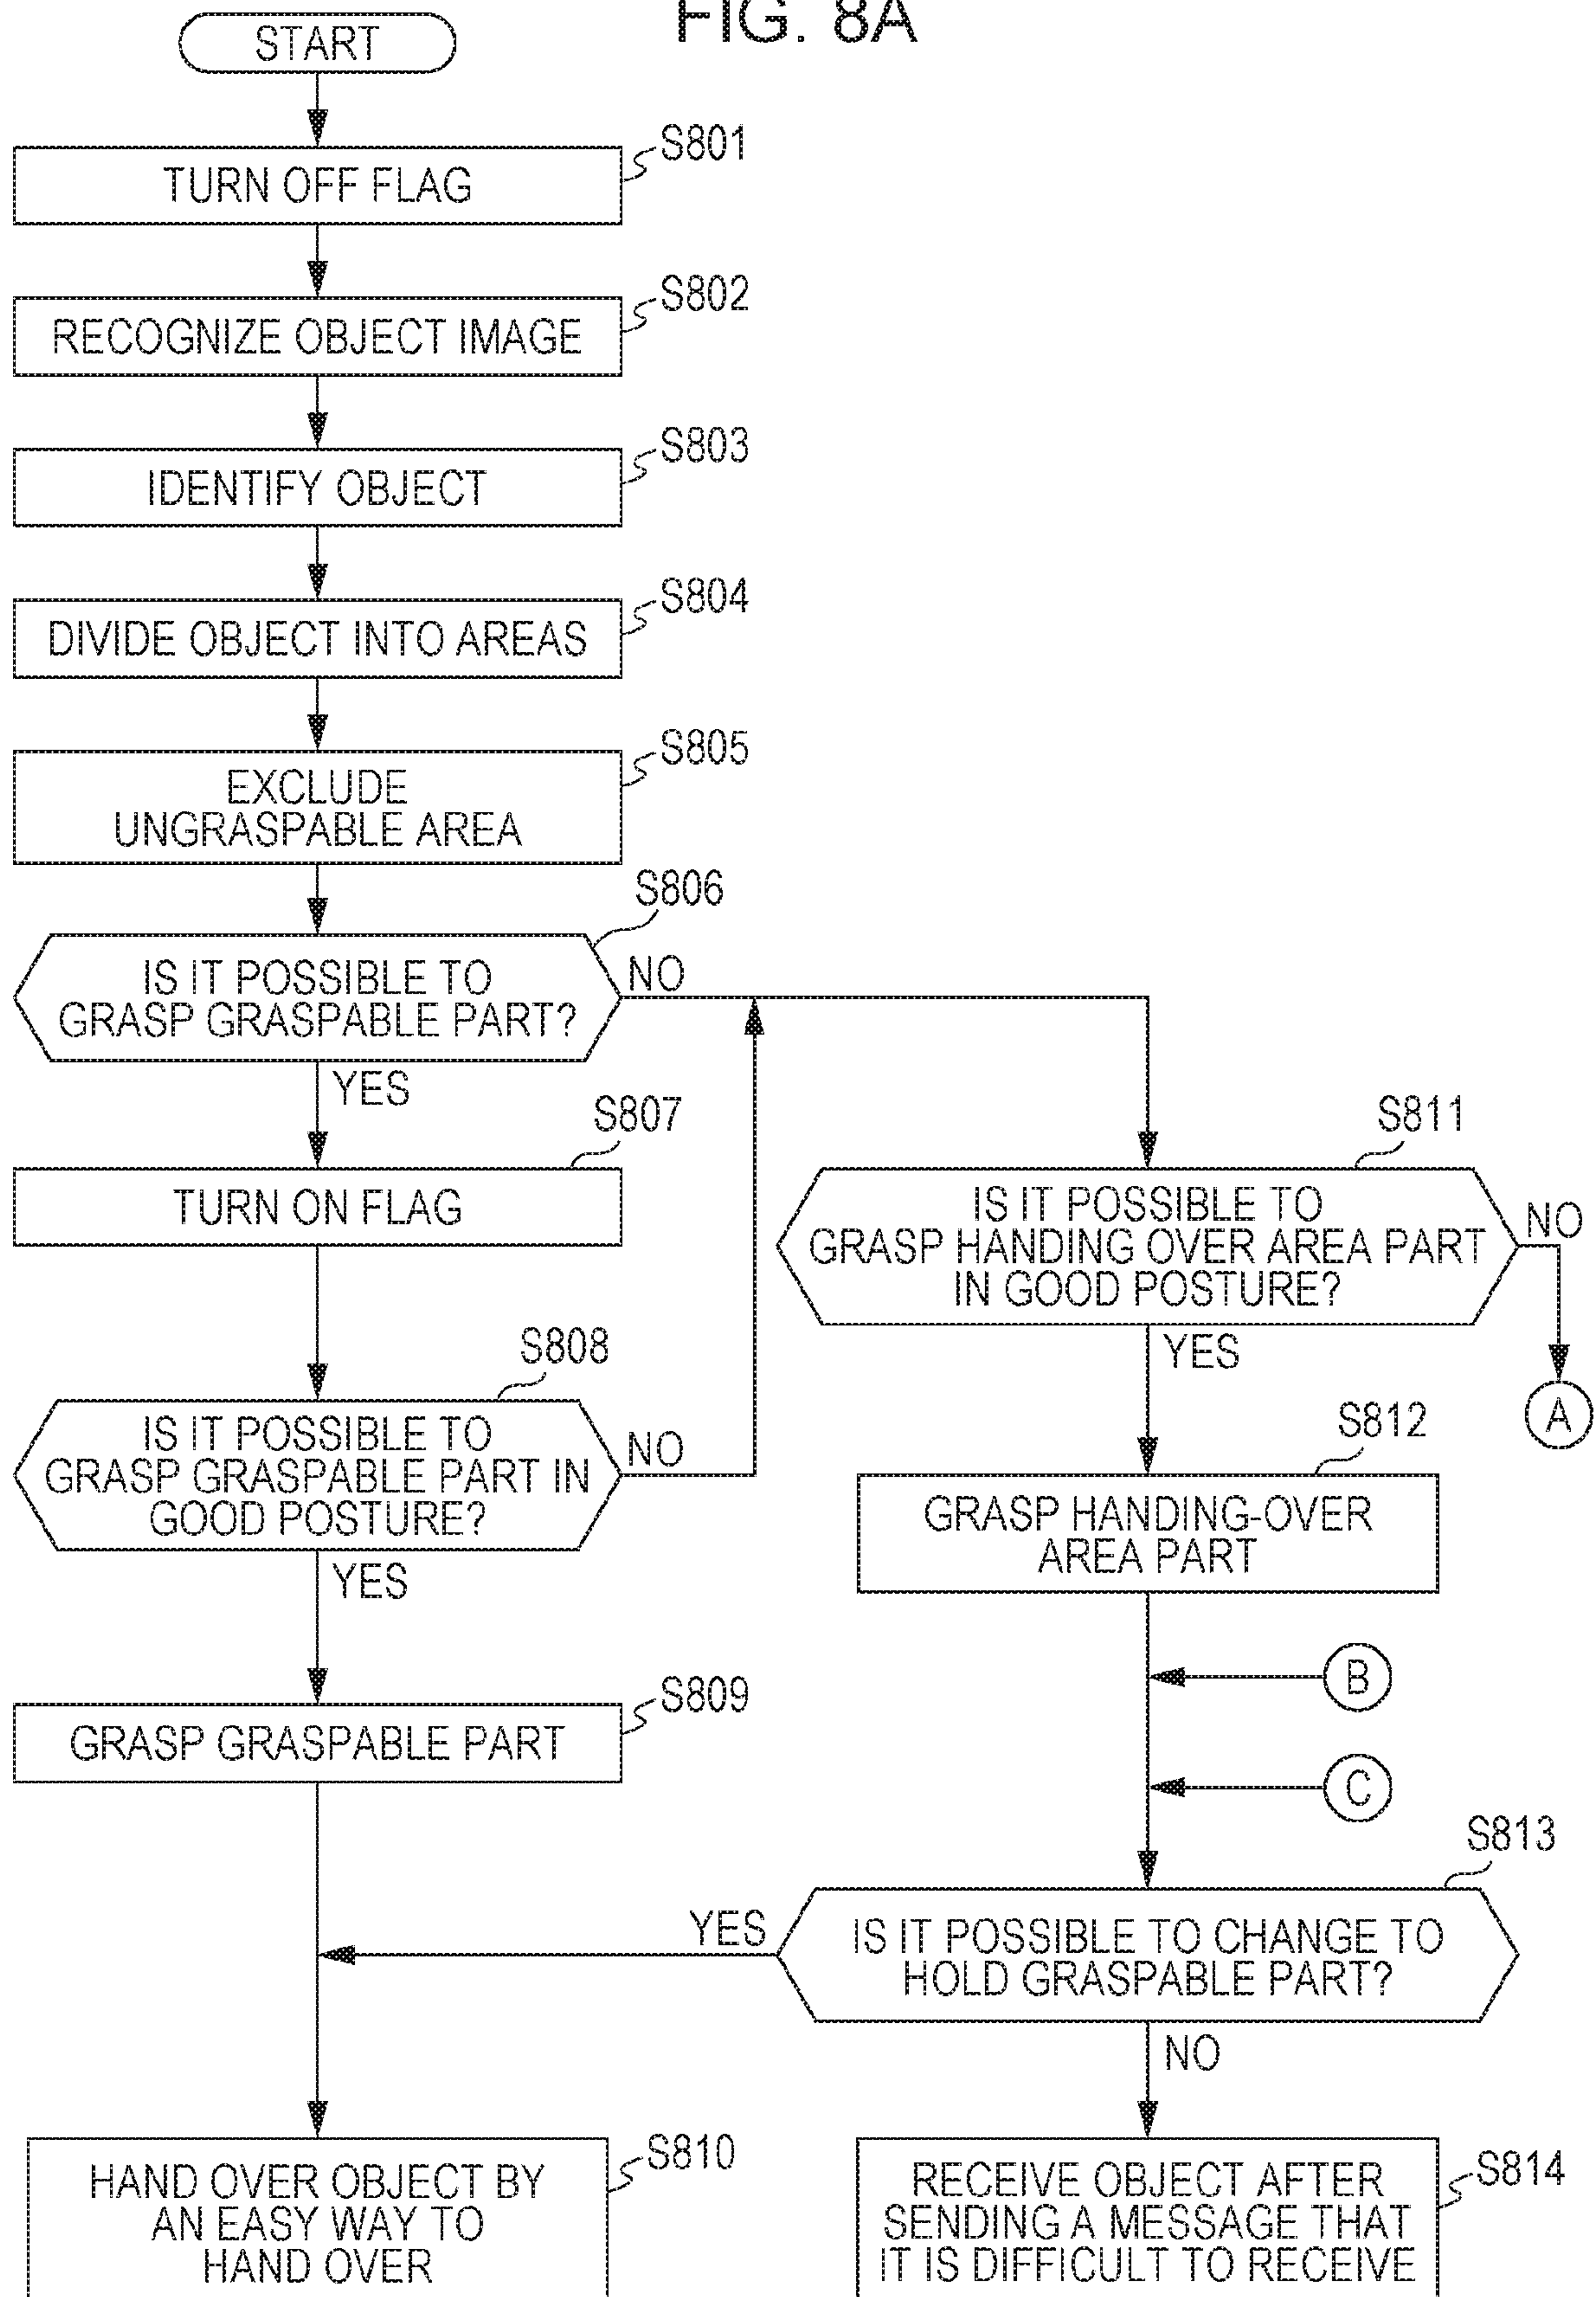 FIG. 8A
START
S801
TURN OFF FLAG
S802
RECOGNIZE OBJECT IMAGE
S803
IDENTIFY OBJECT
S804
DIVIDE OBJECT INTO AREAS
S805
EXCLUDE
UNGRASPABLE AREA
S806
IS IT POSSIBLE TO
GRASP GRASPABLE PART?
NO
YES
S807
TURN ON FLAG
S808
IS IT POSSIBLE TO
GRASP GRASPABLE PART IN
GOOD POSTURE?
NO
YES
S809
GRASP GRASPABLE PART
S810
HAND OVER OBJECT BY
AN EASY WAY TO
HAND OVER
S811
IS IT POSSIBLE TO
GRASP HANDING OVER AREA PART
IN GOOD POSTURE?
NO
A
YES
S812
GRASP HANDING-OVER
AREA PART
B
C
S813
IS IT POSSIBLE TO CHANGE TO
HOLD GRASPABLE PART?
YES
NO
S814
RECEIVE OBJECT AFTER
SENDING A MESSAGE THAT
IT IS DIFFICULT TO RECEIVE